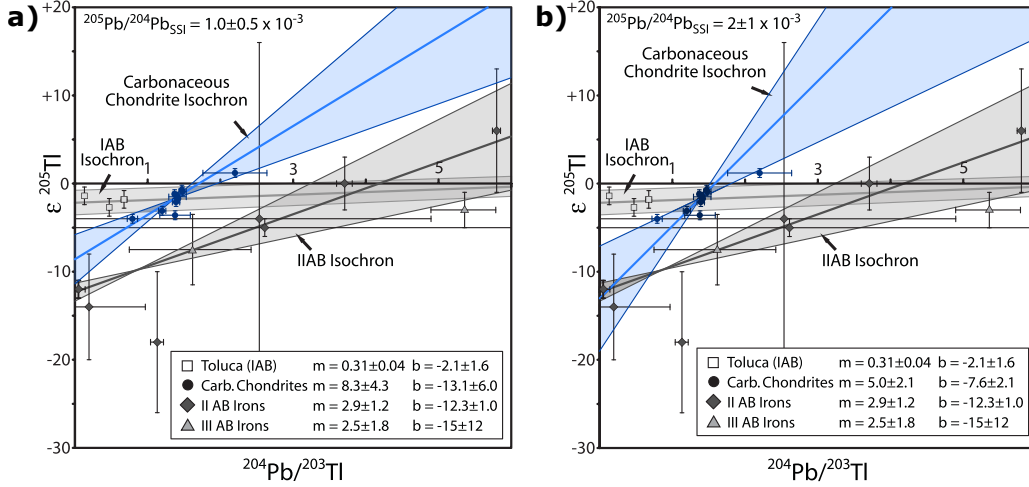 a)
²⁰⁵Pb/²⁰⁴Pb_SSI = 1.0±0.5 x 10⁻³
+20
+10
0
-10
-20
-30
ε²⁰⁵Tl
Carbonaceous
Chondrite Isochron
IAB
Isochron
1
3
5
IIAB Isochron
Toluca (IAB) m = 0.31±0.04 b = -2.1±1.6
Carb. Chondrites m = 8.3±4.3 b = -13.1±6.0
II AB Irons m = 2.9±1.2 b = -12.3±1.0
III AB Irons m = 2.5±1.8 b = -15±12
²⁰⁴Pb/²⁰³Tl
b)
²⁰⁵Pb/²⁰⁴Pb_SSI = 2±1 x 10⁻³
+20
+10
0
-10
-20
-30
ε²⁰⁵Tl
Carbonaceous
Chondrite Isochron
IAB
Isochron
1
3
5
IIAB Isochron
Toluca (IAB) m = 0.31±0.04 b = -2.1±1.6
Carb. Chondrites m = 5.0±2.1 b = -7.6±2.1
II AB Irons m = 2.9±1.2 b = -12.3±1.0
III AB Irons m = 2.5±1.8 b = -15±12
²⁰⁴Pb/²⁰³Tl